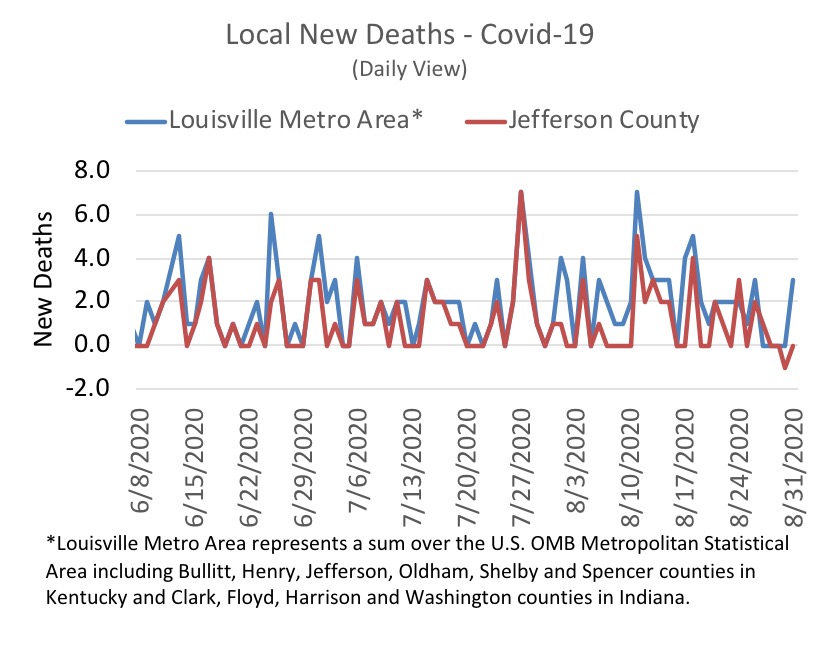 Local New Deaths - Covid-19
(Daily View)
Louisville Metro Area* Jefferson County
8.0
6.0
4.0
2.0
0.0
-2.0
New Deaths
6/8/2020
6/15/2020
6/22/2020
6/29/2020
7/6/2020
7/13/2020
7/20/2020
7/27/2020
8/3/2020
8/10/2020
8/17/2020
8/24/2020
8/31/2020
*Louisville Metro Area represents a sum over the U.S. OMB Metropolitan Statistical
Area including Bullitt, Henry, Jefferson, Oldham, Shelby and Spencer counties in
Kentucky and Clark, Floyd, Harrison and Washington counties in Indiana.